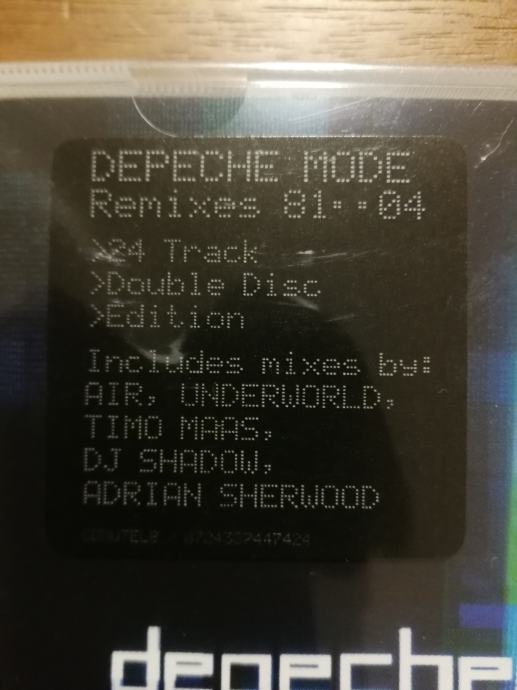 DEPECHE MODE
Remixes 81··04
>24 Track
>Double Disc
>Edition
Includes mixes by:
AIR, UNDERWORLD,
TIMO MAAS,
DJ SHADOW,
ADRIAN SHERWOOD
depeche